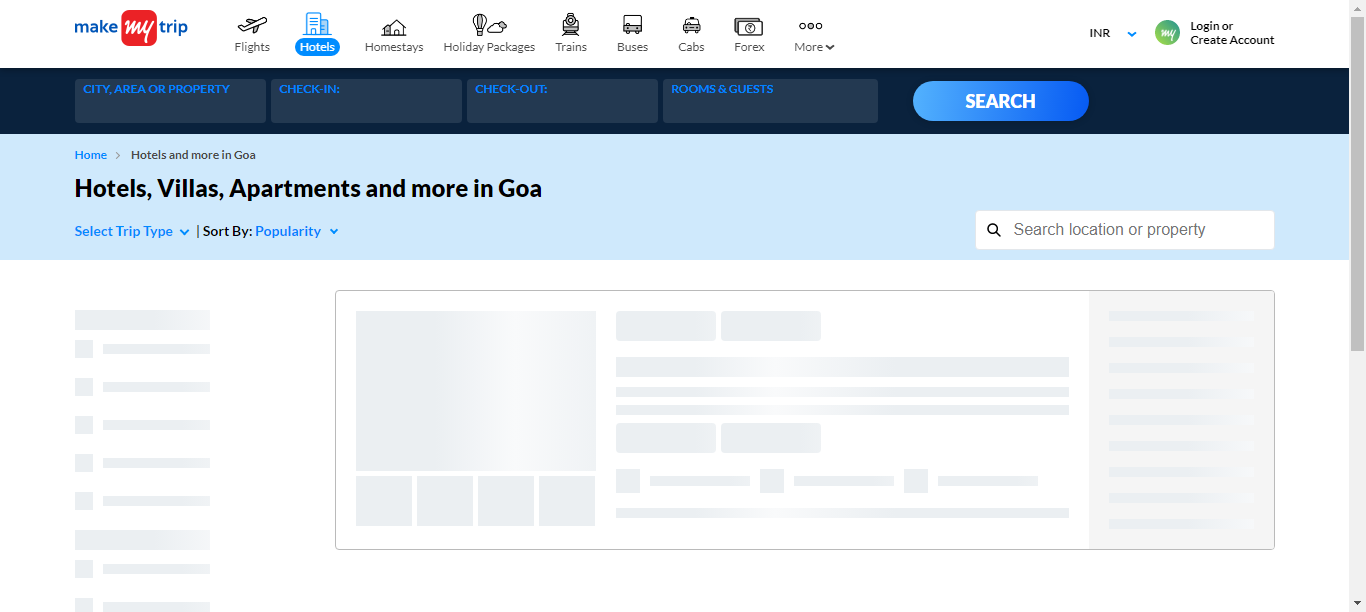 make my trip
Flights
Hotels
Homestays
Holiday Packages
Trains
Buses
Cabs
Forex
More
INR
my
Login or
Create Account
CITY, AREA OR PROPERTY
CHECK-IN:
CHECK-OUT:
ROOMS & GUESTS
SEARCH
Home > Hotels and more in Goa
Hotels, Villas, Apartments and more in Goa
Select Trip Type | Sort By: Popularity
Search location or property